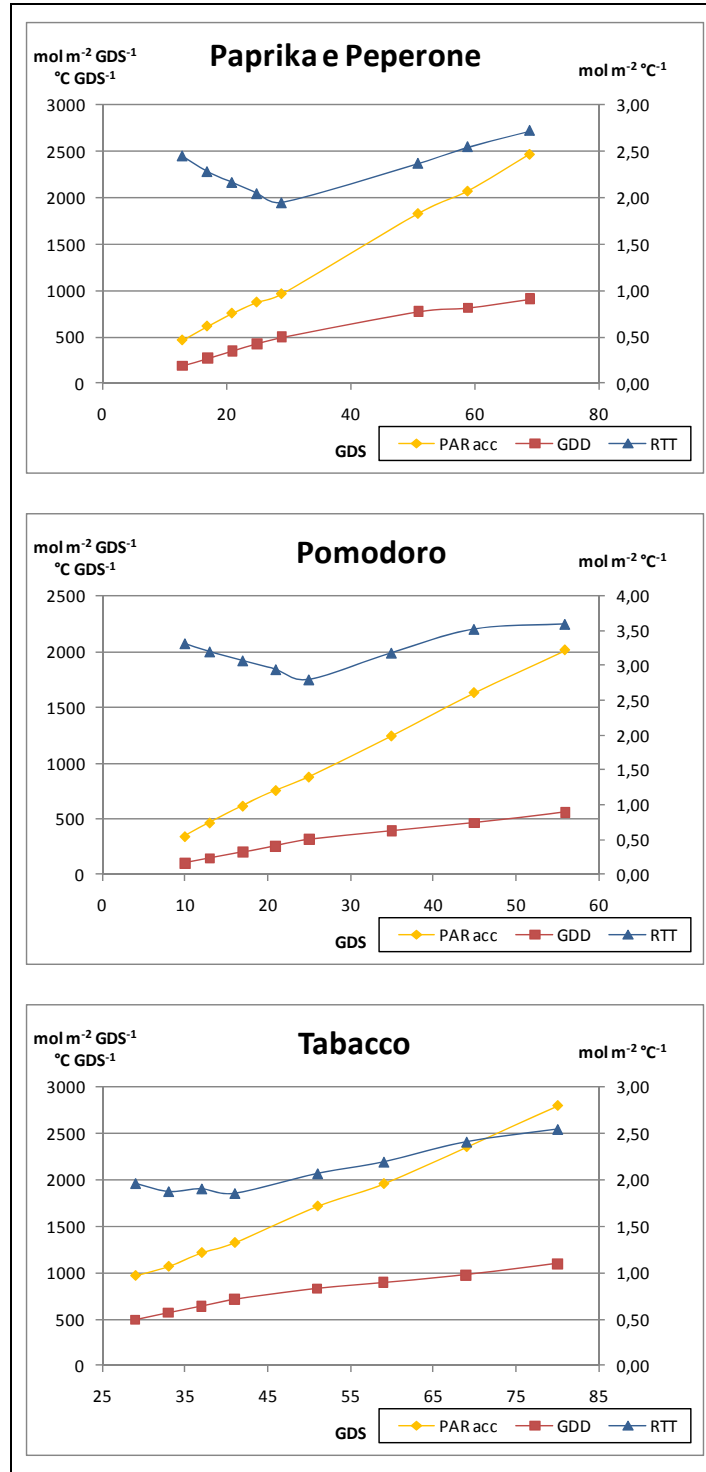 Paprika e Peperone
mol m⁻² GDS⁻¹
°C GDS⁻¹
mol m⁻² °C⁻¹
3000 3,00
2500 2,50
2000 2,00
1500 1,50
1000 1,00
500 0,50
0 0,00
0 20 40 60 80
GDS
PAR acc GDD RTT
Pomodoro
mol m⁻² GDS⁻¹
°C GDS⁻¹
mol m⁻² °C⁻¹
2500 4,00
3,50
2000 3,00
1500 2,50
2,00
1000 1,50
500 1,00
0,50
0 0,00
0 10 20 30 40 50 60
GDS
PAR acc GDD RTT
Tabacco
mol m⁻² GDS⁻¹
°C GDS⁻¹
mol m⁻² °C⁻¹
3000 3,00
2500 2,50
2000 2,00
1500 1,50
1000 1,00
500 0,50
0 0,00
25 35 45 55 65 75 85
GDS
PAR acc GDD RTT